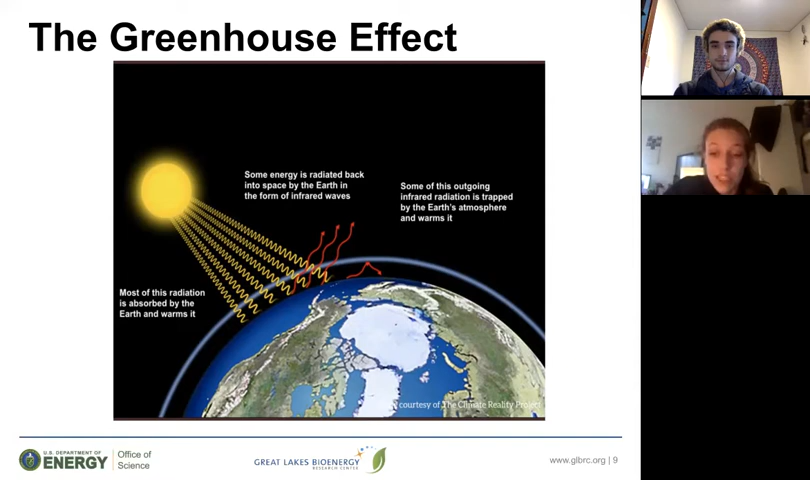 The Greenhouse Effect
Some energy is radiated back
into space by the Earth in
the form of infrared waves
Some of this outgoing
infrared radiation is trapped
by the Earth's atmosphere
and warms it
Most of this radiation
is absorbed by the
Earth and warms it
courtesy of The Climate Reality Project
U.S. DEPARTMENT OF
ENERGY
Office of
Science
GREAT LAKES BIOENERGY
RESEARCH CENTER
www.glbrc.org | 9